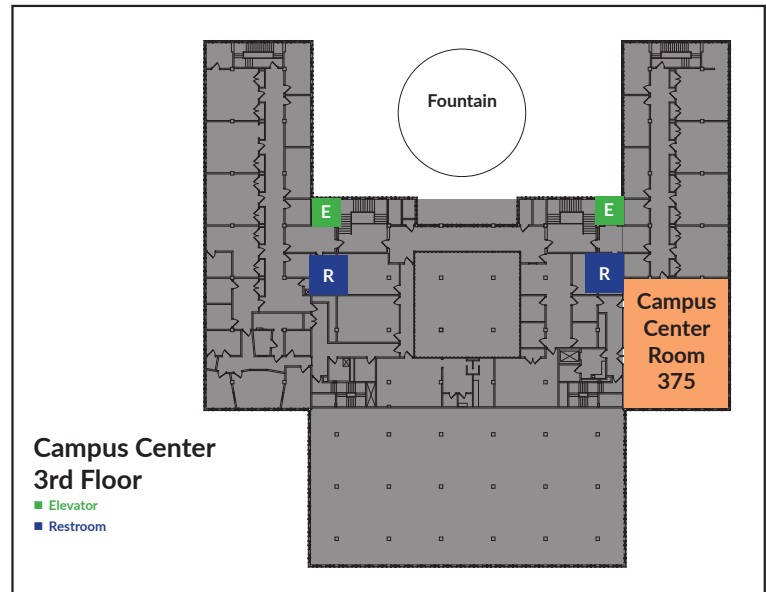 Fountain
E
E
R
R
Campus
Center
Room
375
Campus Center
3rd Floor
Elevator
Restroom